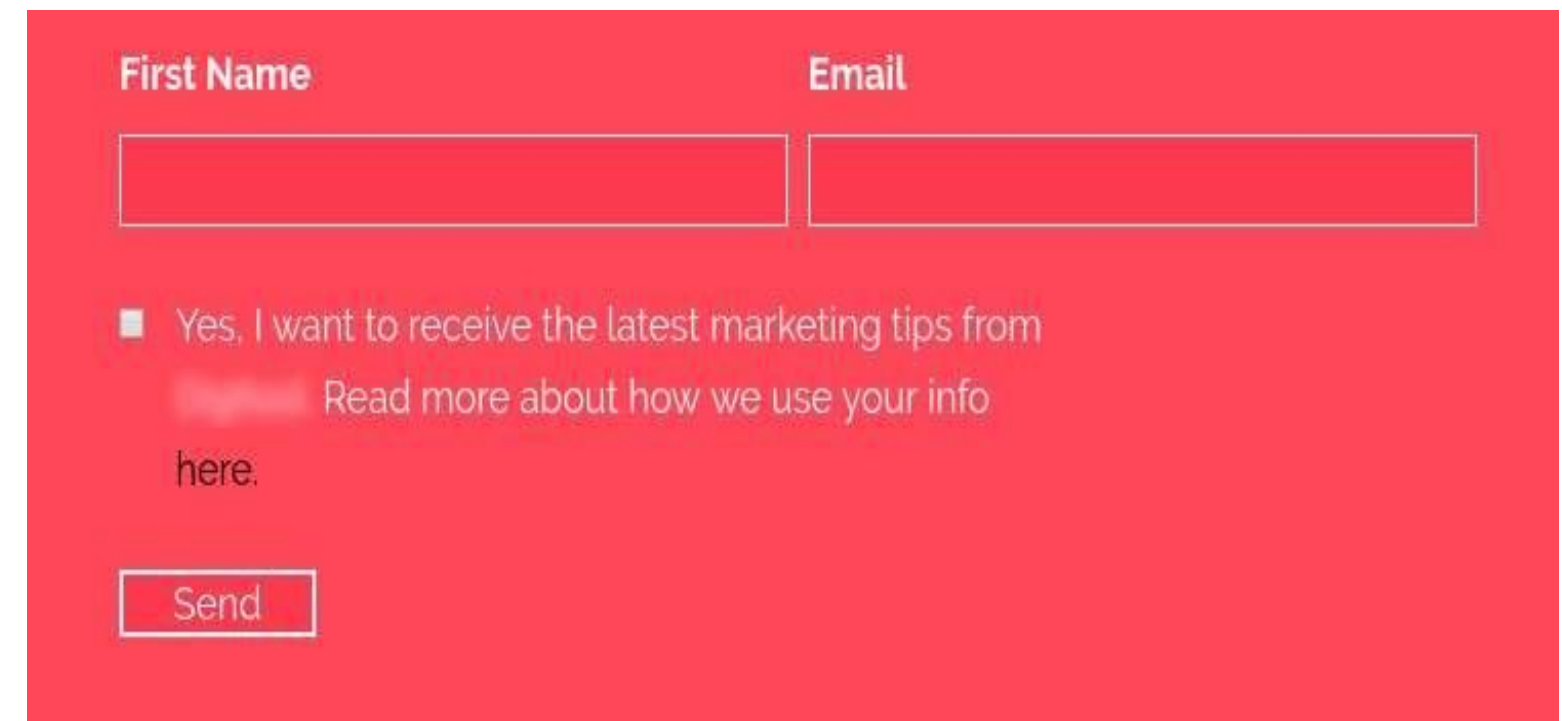 First Name Email
Yes, I want to receive the latest marketing tips from
Read more about how we use your info
here.
Send